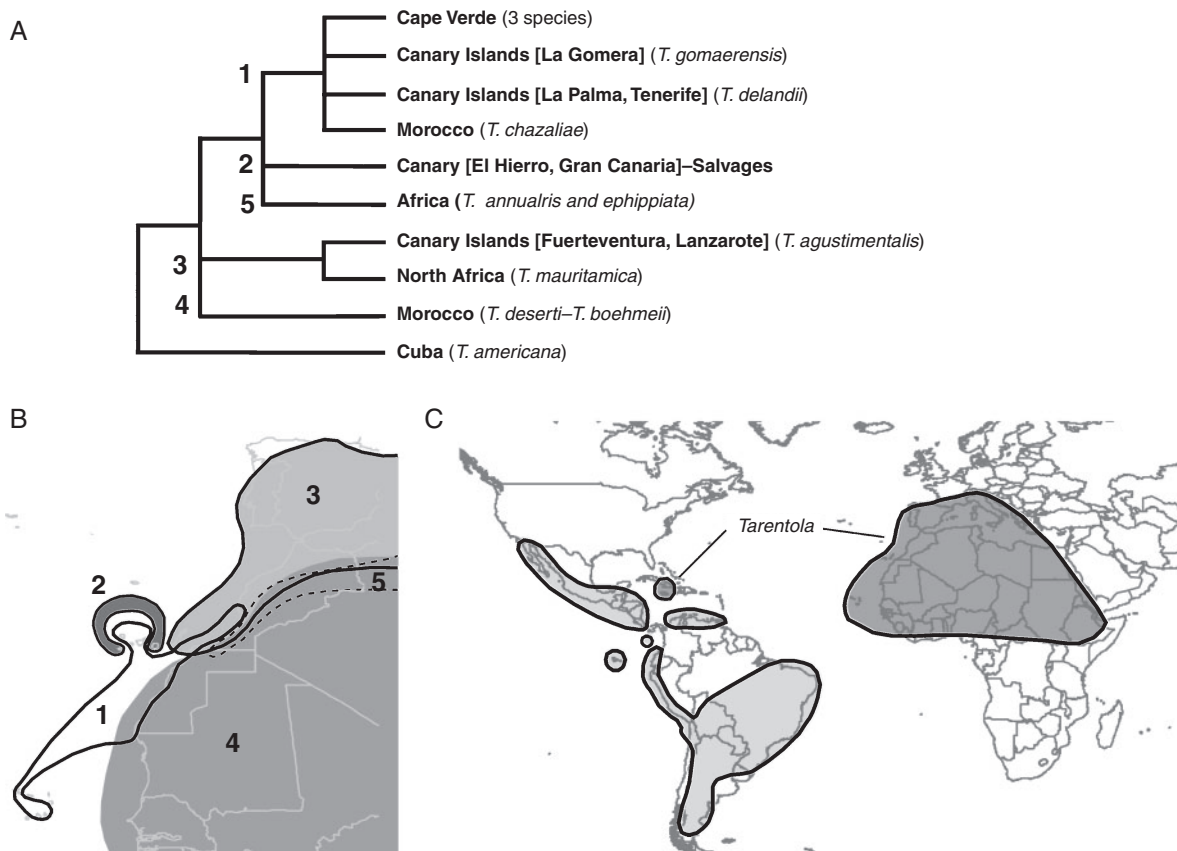 A
Cape Verde (3 species)
Canary Islands [La Gomera] (T. gomaerensis)
1
Canary Islands [La Palma, Tenerife] (T. delandii)
Morocco (T. chazaliae)
2
Canary [El Hierro, Gran Canaria]–Salvages
5
Africa (T. annualris and ephippiata)
Canary Islands [Fuerteventura, Lanzarote] (T. agustimentalis)
3
North Africa (T. mauritamica)
4
Morocco (T. deserti–T. boehmeii)
Cuba (T. americana)
B
3
2
5
1
4
C
Tarentola